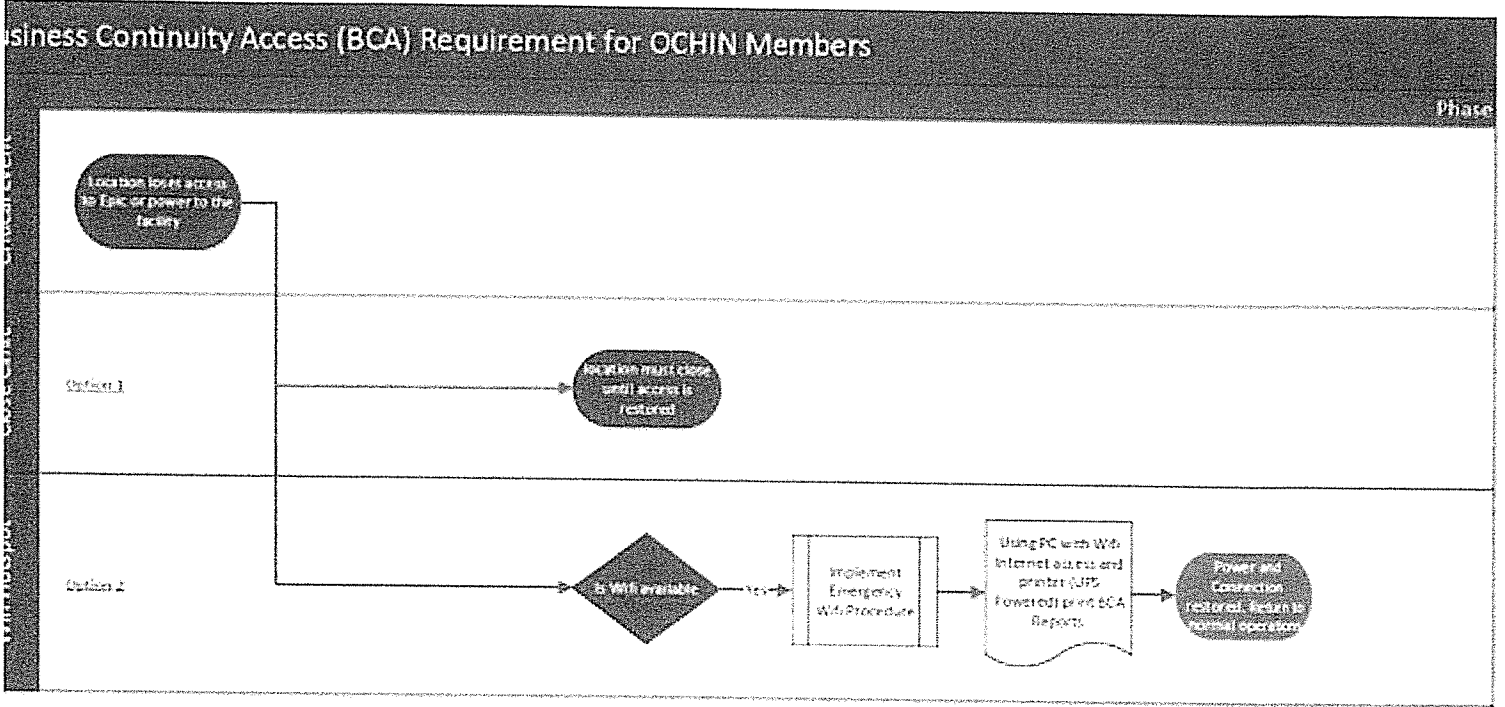 siness Continuity Access (BCA) Requirement for OCHIN Members
Phase
Location loses access
to Epic or power to the
facility
Option 1
location must close
until access is
restored
Option 2
Is Wifi available
Yes
Implement
Emergency
Wifi Procedure
Using PC with Wifi
Internet access and
printer (UPS
Powered) print BCA
Reports
Power and
Connection
restored. Return to
normal operations